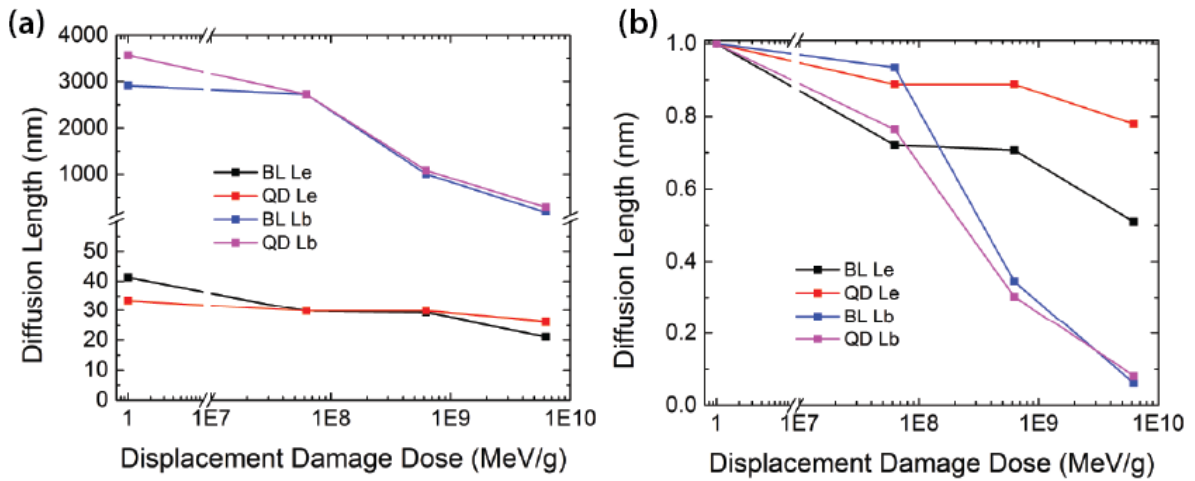 (a)
4000
3000
2000
1000
50
40
30
20
10
0
Diffusion Length (nm)
BL Le
QD Le
BL Lb
QD Lb
1 1E7 1E8 1E9 1E10
Displacement Damage Dose (MeV/g)
(b)
1.0
0.8
0.6
0.4
0.2
0.0
Diffusion Length (nm)
BL Le
QD Le
BL Lb
QD Lb
1 1E7 1E8 1E9 1E10
Displacement Damage Dose (MeV/g)